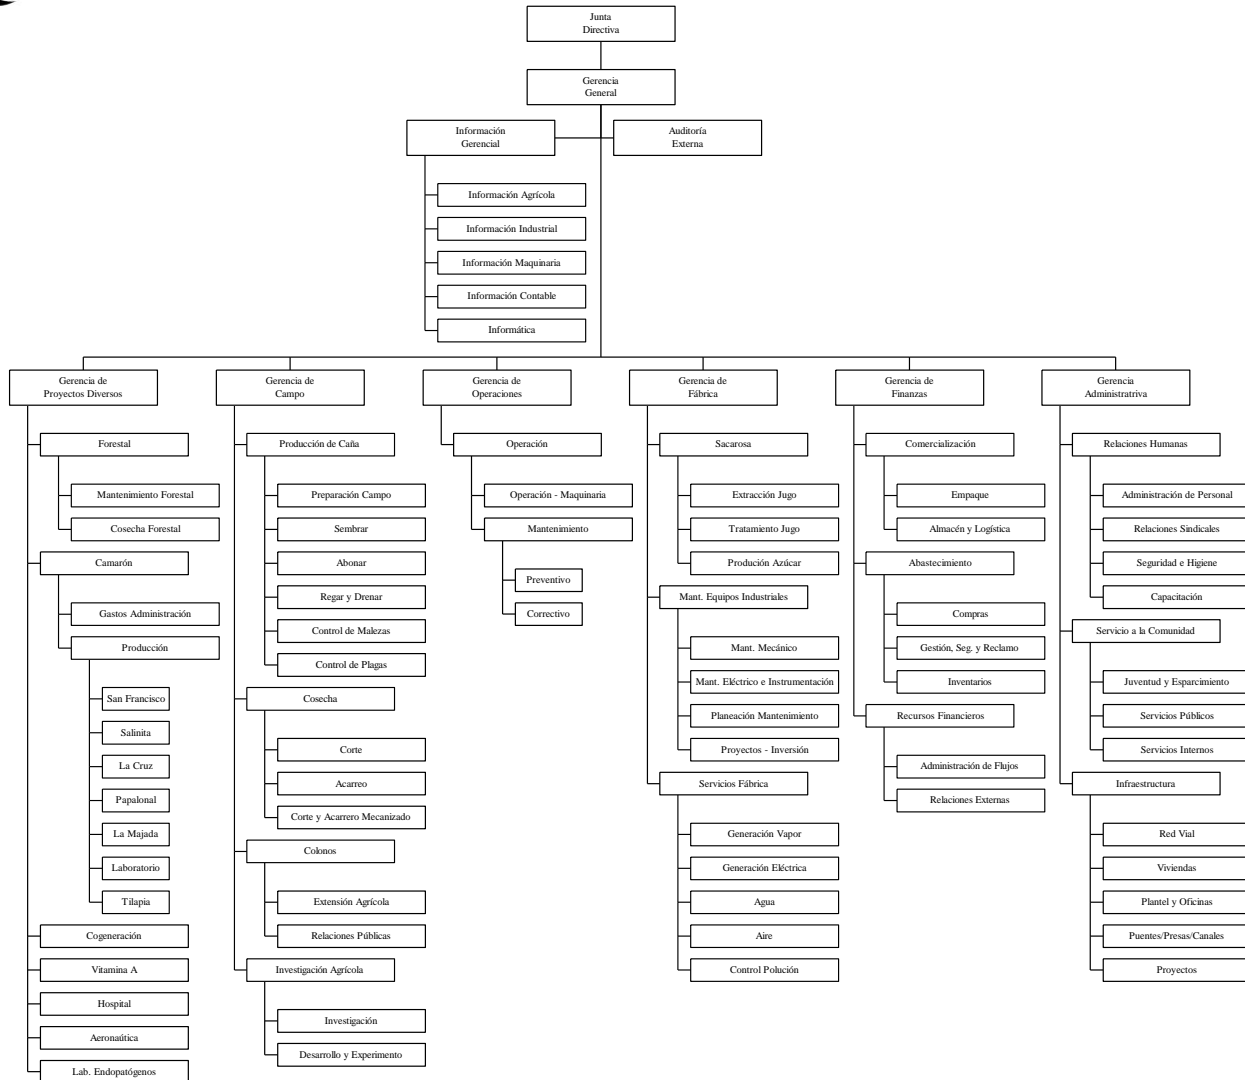 Junta
Directiva
Gerencia
General
Información
Gerencial
Auditoría
Externa
Información Agrícola
Información Industrial
Información Maquinaria
Información Contable
Informática
Gerencia de
Proyectos Diversos
Forestal
Mantenimiento Forestal
Cosecha Forestal
Camarón
Gastos Administración
Producción
San Francisco
Salinita
La Cruz
Papalonal
La Majada
Laboratorio
Tilapia
Cogeneración
Vitamina A
Hospital
Aeronaútica
Lab. Endopatógenos
Gerencia de
Campo
Producción de Caña
Preparación Campo
Sembrar
Abonar
Regar y Drenar
Control de Malezas
Control de Plagas
Cosecha
Corte
Acarreo
Corte y Acarrero Mecanizado
Colonos
Extensión Agrícola
Relaciones Públicas
Investigación Agrícola
Investigación
Desarrollo y Experimento
Gerencia de
Operaciones
Operación
Operación - Maquinaria
Mantenimiento
Preventivo
Correctivo
Gerencia de
Fábrica
Sacarosa
Extracción Jugo
Tratamiento Jugo
Produción Azúcar
Mant. Equipos Industriales
Mant. Mecánico
Mant. Eléctrico e Instrumentación
Planeación Mantenimiento
Proyectos - Inversión
Servicios Fábrica
Generación Vapor
Generación Eléctrica
Agua
Aire
Control Polución
Gerencia de
Finanzas
Comercialización
Empaque
Almacén y Logística
Abastecimiento
Compras
Gestión, Seg. y Reclamo
Inventarios
Recursos Financieros
Administración de Flujos
Relaciones Externas
Gerencia
Administratriva
Relaciones Humanas
Administración de Personal
Relaciones Sindicales
Seguridad e Higiene
Capacitación
Servicio a la Comunidad
Juventud y Esparcimiento
Servicios Públicos
Servicios Internos
Infraestructura
Red Vial
Viviendas
Plantel y Oficinas
Puentes/Presas/Canales
Proyectos